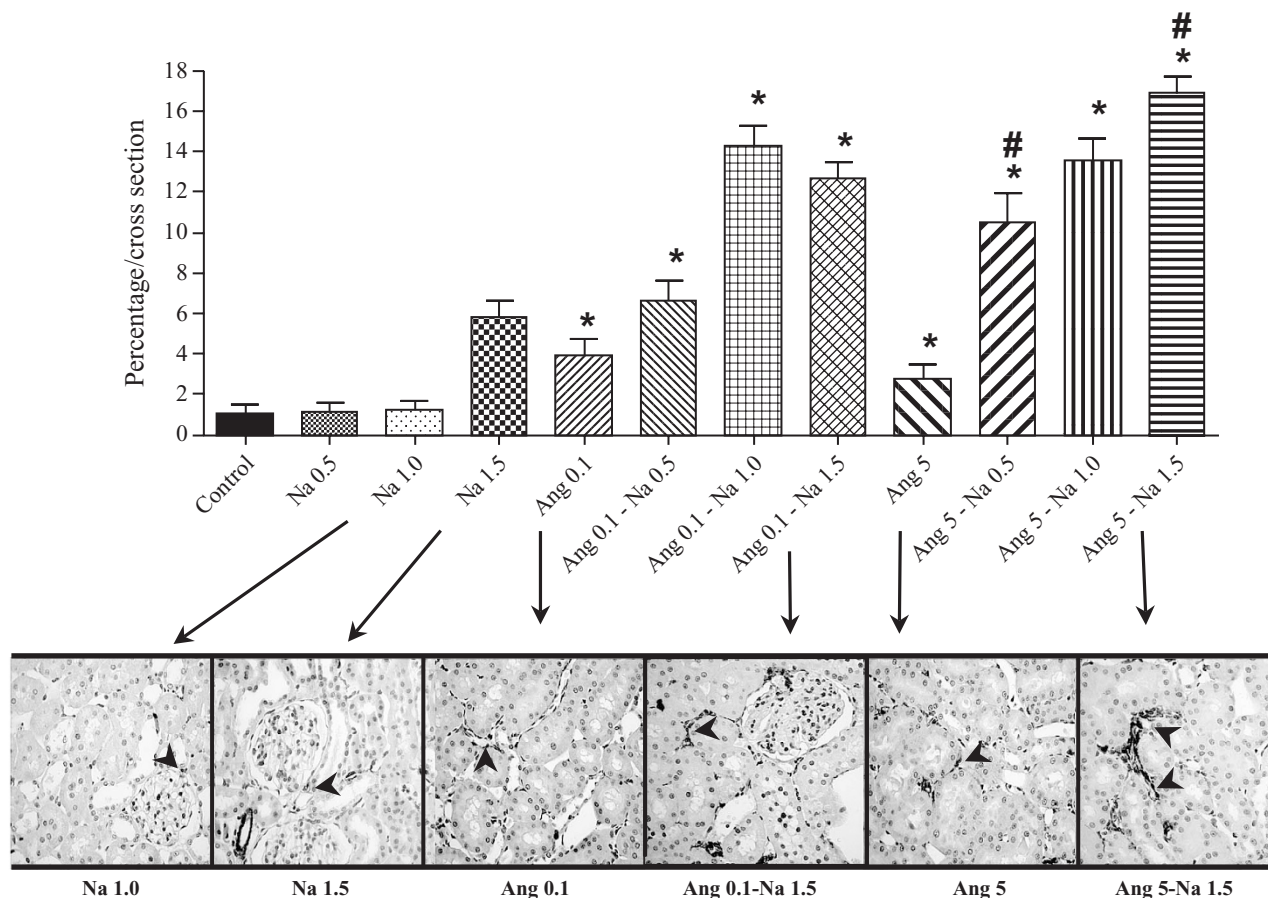 #
*
18
16
14
12
10
8
6
4
2
0
Percentage/cross section
*
*
*
*
#
*
*
*
Control
Na 0.5
Na 1.0
Na 1.5
Ang 0.1
Ang 0.1 - Na 0.5
Ang 0.1 - Na 1.0
Ang 0.1 - Na 1.5
Ang 5
Ang 5 - Na 0.5
Ang 5 - Na 1.0
Ang 5 - Na 1.5
Na 1.0
Na 1.5
Ang 0.1
Ang 0.1-Na 1.5
Ang 5
Ang 5-Na 1.5